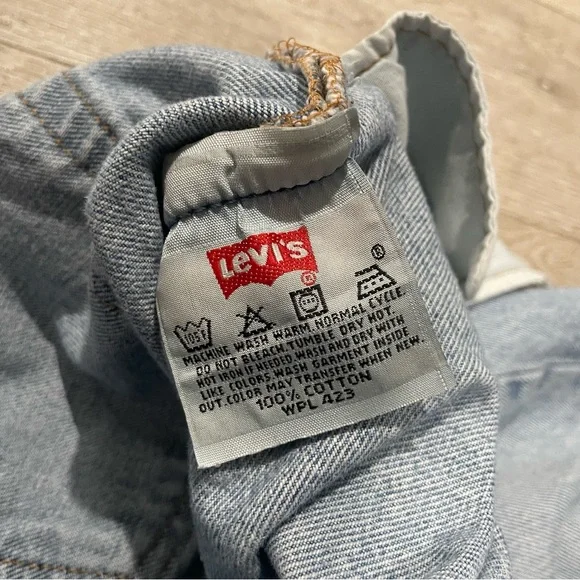 Levi's
®
®
105F
MACHINE WASH WARM. NORMAL CYCLE.
DO NOT BLEACH. TUMBLE DRY HOT.
HOT IRON IF NEEDED. WASH AND DRY WITH
LIKE COLORS. WASH GARMENT INSIDE
OUT. COLOR MAY TRANSFER WHEN NEW.
100% COTTON
WPL 423